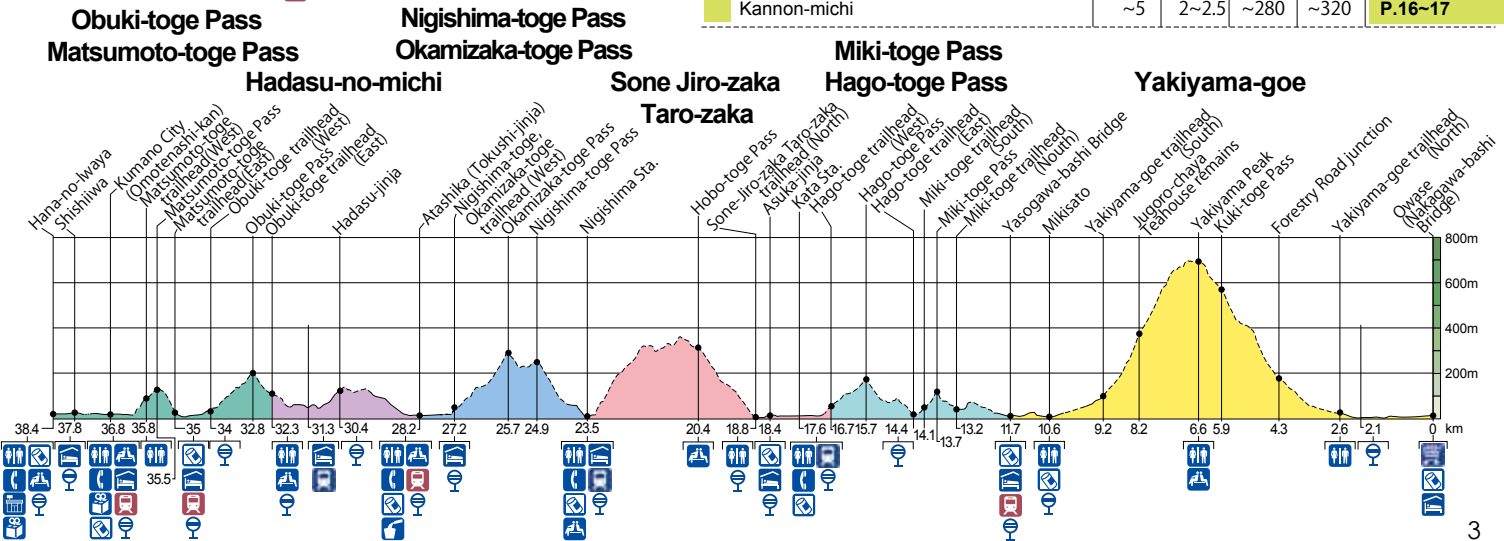 Kannon-michi ~5 2~2.5 ~280 ~320 P.16~17
Obuki-toge Pass
Matsumoto-toge Pass
Hadasu-no-michi
Nigishima-toge Pass
Okamizaka-toge Pass
Sone Jiro-zaka
Taro-zaka
Miki-toge Pass
Hago-toge Pass
Yakiyama-goe
Hana-no-Iwaya
Shishiiwa
Kumano City
(Omotenashi-kan)
Matsumoto-toge
trailhead(West)
Matsumoto-toge Pass
Matsumoto-toge
trailhead(East)
Obuki-toge trailhead
(West)
Obuki-toge Pass
Obuki-toge trailhead
(East)
Hadasu-jinja
Atashika (Tokushi-jinja)
Nigishima-toge,
Okamizaka-toge
trailhead (West)
Okamizaka-toge Pass
Nigishima-toge Pass
Nigishima Sta.
Hobo-toge Pass
Sone-Jiro-zaka Taro-zaka
trailhead (North)
Asuka-jinja
Kata Sta.
Hago-toge trailhead
(West)
Hago-toge Pass
Hago-toge trailhead
(East)
Miki-toge trailhead
(South)
Miki-toge Pass
Miki-toge trailhead
(North)
Yasogawa-bashi Bridge
Mikisato
Yakiyama-goe trailhead
(South)
Jugoro-chaya
Teahouse remains
Yakiyama Peak
Kuki-toge Pass
Forestry Road junction
Yakiyama-goe trailhead
(North)
Owase
(Nakagawa-bashi
Bridge)
800m
600m
400m
200m
38.4 37.8 36.8 35.8 35.5 35 34 32.8 32.3 31.3 30.4 28.2 27.2 25.7 24.9 23.5 20.4 18.8 18.4 17.6 16.7 15.7 14.4 14.1 13.7 13.2 11.7 10.6 9.2 8.2 6.6 5.9 4.3 2.6 2.1 0 km
3